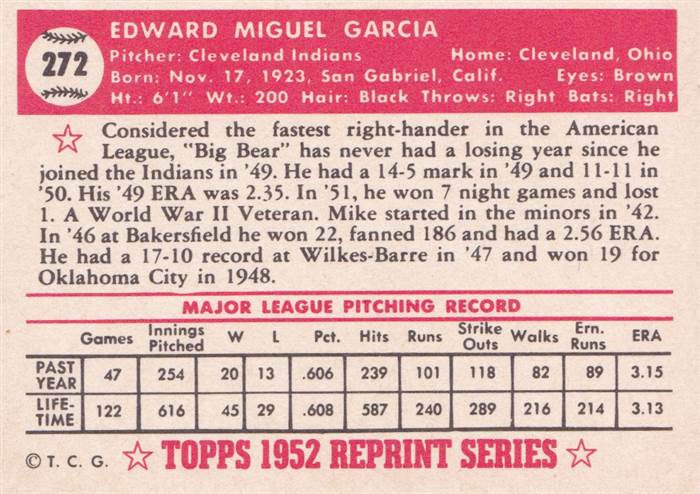 EDWARD MIGUEL GARCIA
272
Pitcher: Cleveland Indians Home: Cleveland, Ohio
Born: Nov. 17, 1923, San Gabriel, Calif. Eyes: Brown
Ht.: 6'1" Wt.: 200 Hair: Black Throws: Right Bats: Right
Considered the fastest right-hander in the American
League, "Big Bear" has never had a losing year since he
joined the Indians in '49. He had a 14-5 mark in '49 and 11-11 in
'50. His '49 ERA was 2.35. In '51, he won 7 night games and lost
1. A World War II Veteran. Mike started in the minors in '42.
In '46 at Bakersfield he won 22, fanned 186 and had a 2.56 ERA.
He had a 17-10 record at Wilkes-Barre in '47 and won 19 for
Oklahoma City in 1948.
MAJOR LEAGUE PITCHING RECORD
Games Innings Pitched W L Pct. Hits Runs Strike Outs Walks Ern. Runs ERA
PAST YEAR 47 254 20 13 .606 239 101 118 82 89 3.15
LIFE-TIME 122 616 45 29 .608 587 240 289 216 214 3.13
© T. C. G. TOPPS 1952 REPRINT SERIES